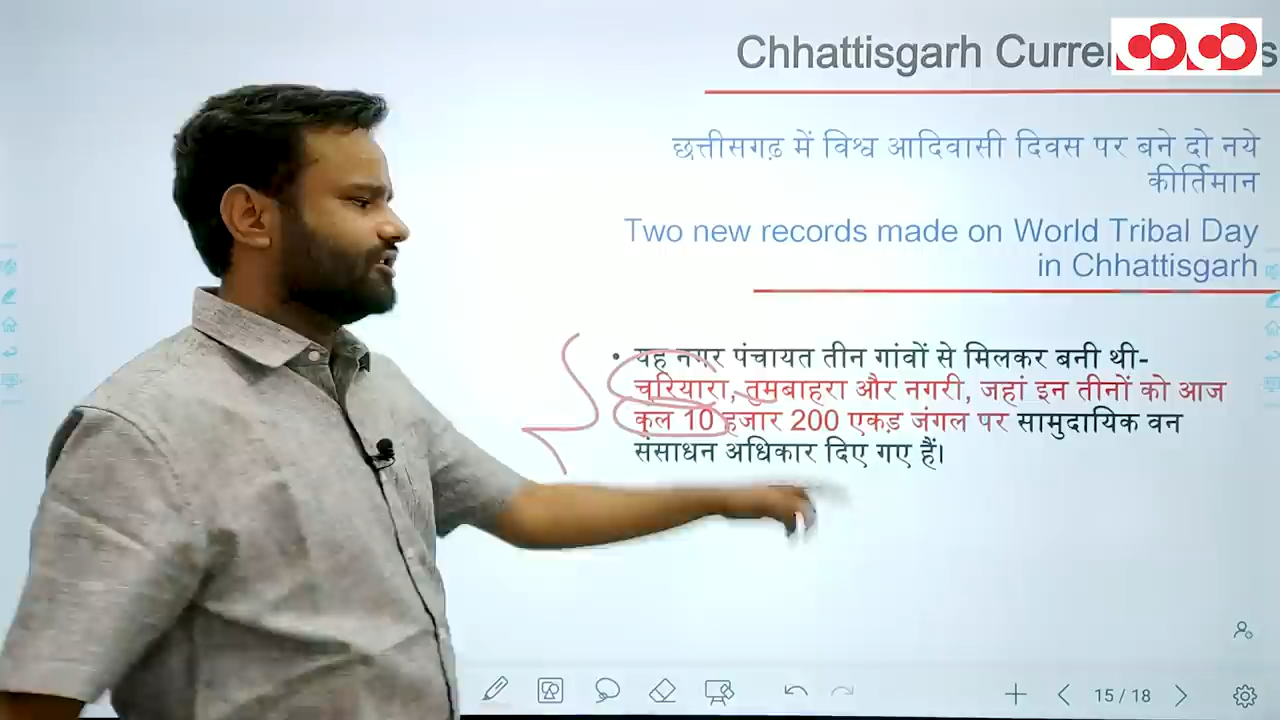 Chhattisgarh
छत्तीसगढ़ में विश्व आदिवासी दिवस पर बने दो नये
कीर्तिमान
Two new records made on World Tribal Day
in Chhattisgarh
• यह नगर पंचायत तीन गांवों से मिलकर बनी थी-
चरियारा, तुमबाहरा और नगरी, जहां इन तीनों को आज
कुल 10 हजार 200 एकड़ जंगल पर सामुदायिक वन
संसाधन अधिकार दिए गए हैं।
15 / 18